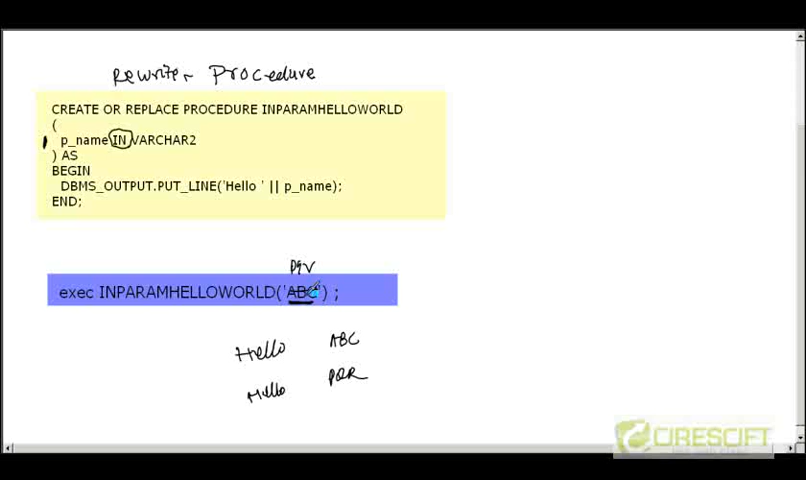 Rewrite Procedure
CREATE OR REPLACE PROCEDURE INPARAMHELLOWORLD
(
p_name IN VARCHAR2
) AS
BEGIN
DBMS_OUTPUT.PUT_LINE('Hello ' || p_name);
END;
pqr
exec INPARAMHELLOWORLD('ABC') ;
Hello ABC
Hello PQR
CIRESCIFT